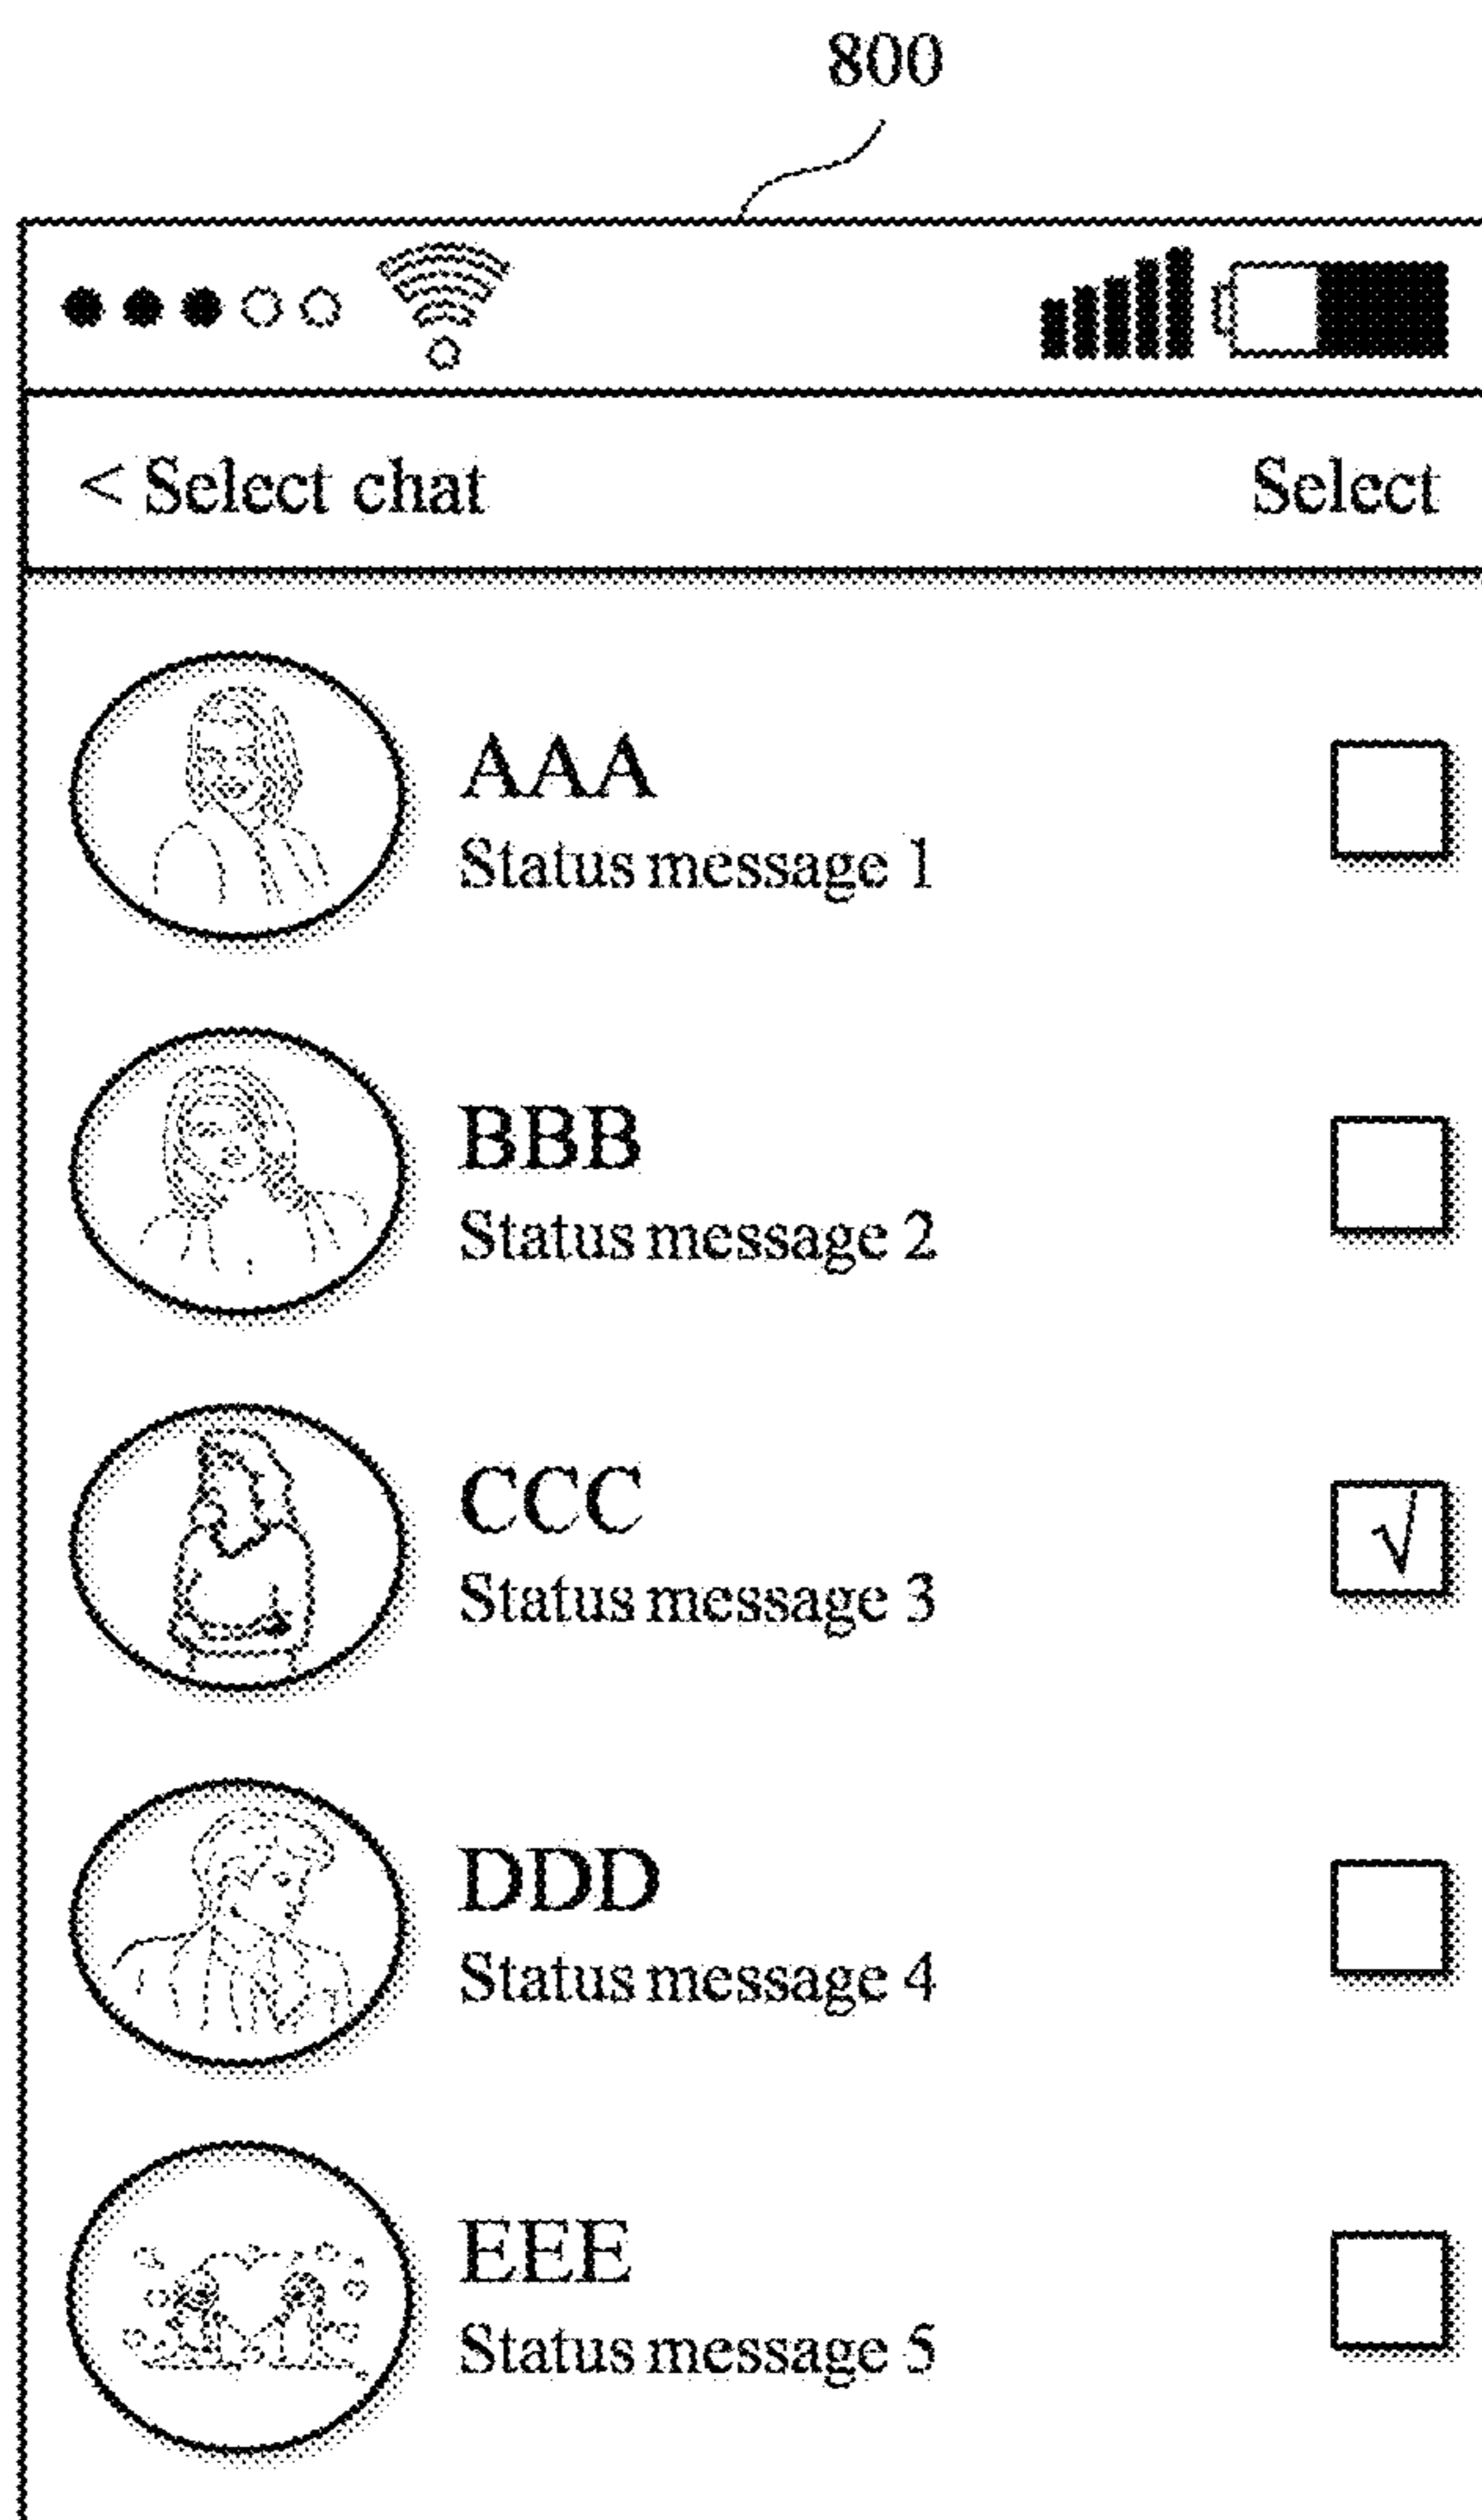 800
< Select chat
Select
AAA
Status message 1
BBB
Status message 2
CCC
Status message 3
DDD
Status message 4
EEE
Status message 5